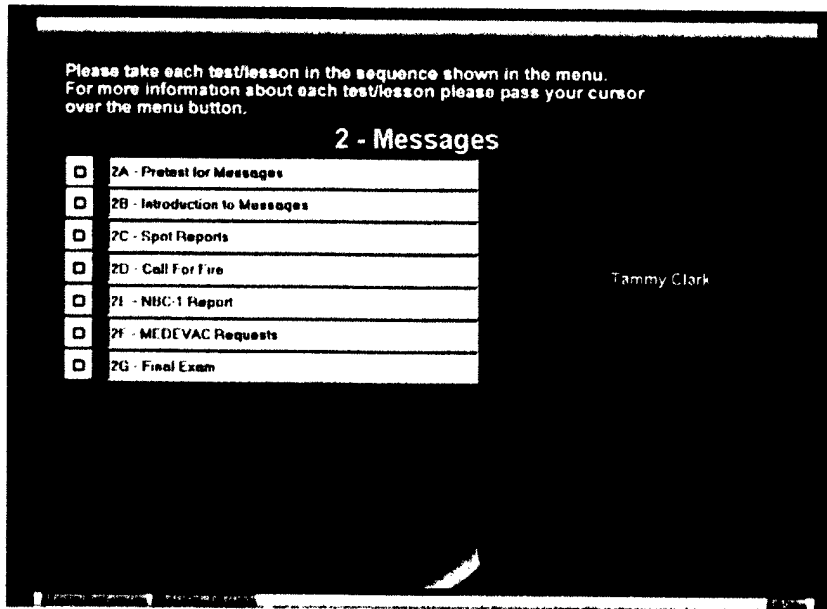 Please take each test/lesson in the sequence shown in the menu.
For more information about each test/lesson please pass your cursor
over the menu button.
2 - Messages
2A - Pretest for Messages
2B - Introduction to Messages
2C - Spot Reports
2D - Call For Fire
2E - NBC-1 Report
2F - MEDEVAC Requests
2G - Final Exam
Tammy Clark